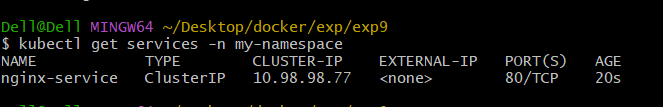 Dell@Dell MINGW64 ~/Desktop/docker/exp/exp9
$ kubectl get services -n my-namespace
NAME            TYPE        CLUSTER-IP    EXTERNAL-IP   PORT(S)   AGE
nginx-service   ClusterIP   10.98.98.77   <none>        80/TCP    20s